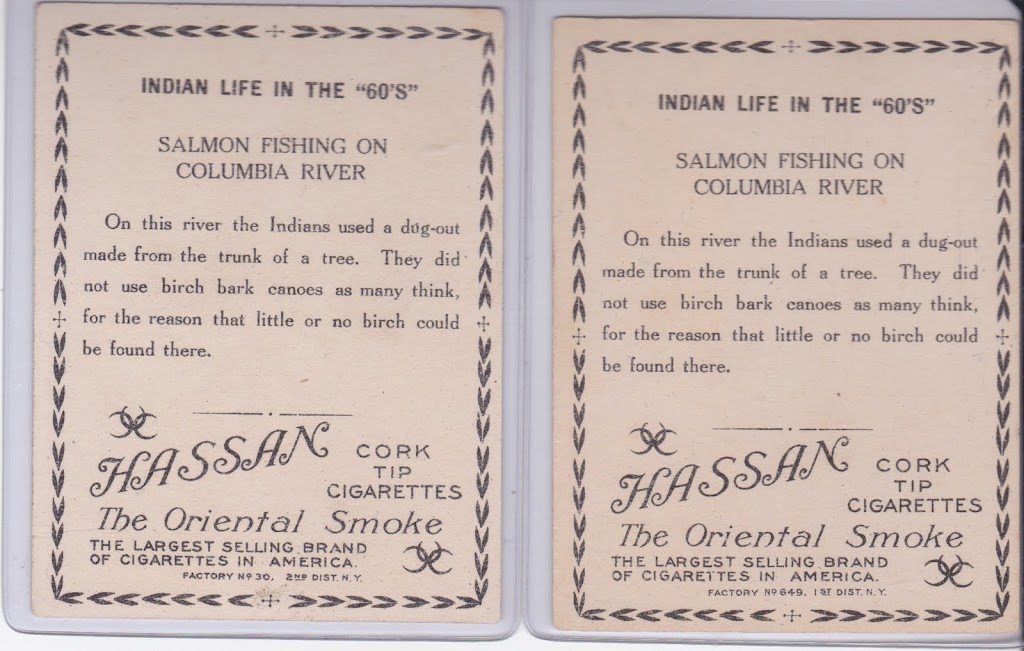 INDIAN LIFE IN THE "60'S"
SALMON FISHING ON
COLUMBIA RIVER
On this river the Indians used a dug-out
made from the trunk of a tree. They did
not use birch bark canoes as many think,
for the reason that little or no birch could
be found there.
HASSAN
CORK
TIP
CIGARETTES
The Oriental Smoke
THE LARGEST SELLING BRAND
OF CIGARETTES IN AMERICA.
FACTORY Nº 30, 2ND DIST. N.Y.
INDIAN LIFE IN THE "60'S"
SALMON FISHING ON
COLUMBIA RIVER
On this river the Indians used a dug-out
made from the trunk of a tree. They did
not use birch bark canoes as many think,
for the reason that little or no birch could
be found there.
HASSAN
CORK
TIP
CIGARETTES
The Oriental Smoke
THE LARGEST SELLING BRAND
OF CIGARETTES IN AMERICA.
FACTORY Nº 649, 1ST DIST. N.Y.